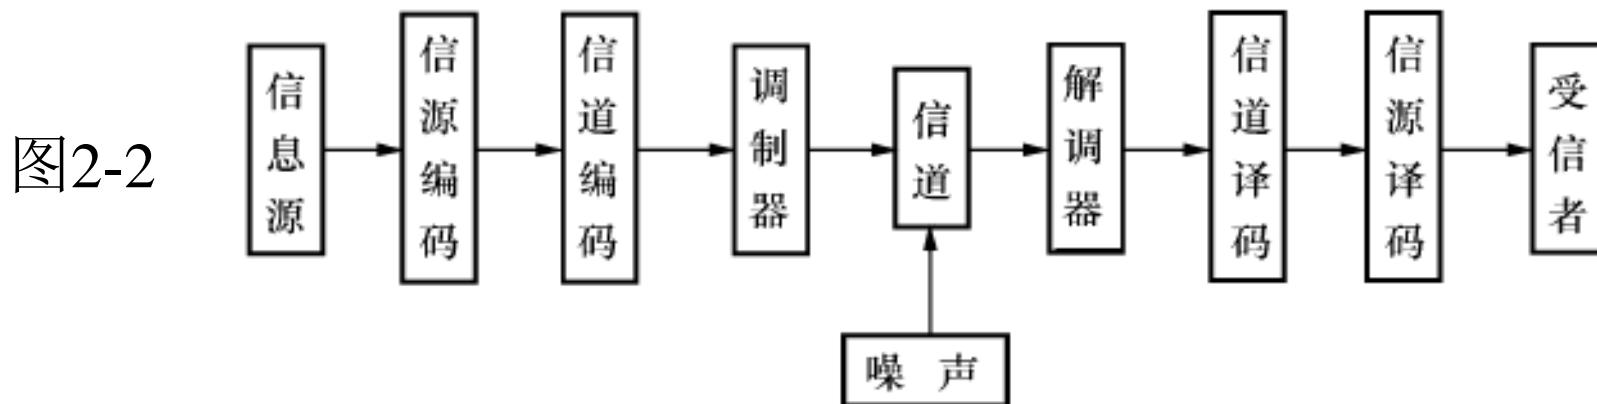 图2-2
信息源
信源编码
信道编码
调制器
信道
解调器
信道译码
信源译码
受信者
噪 声